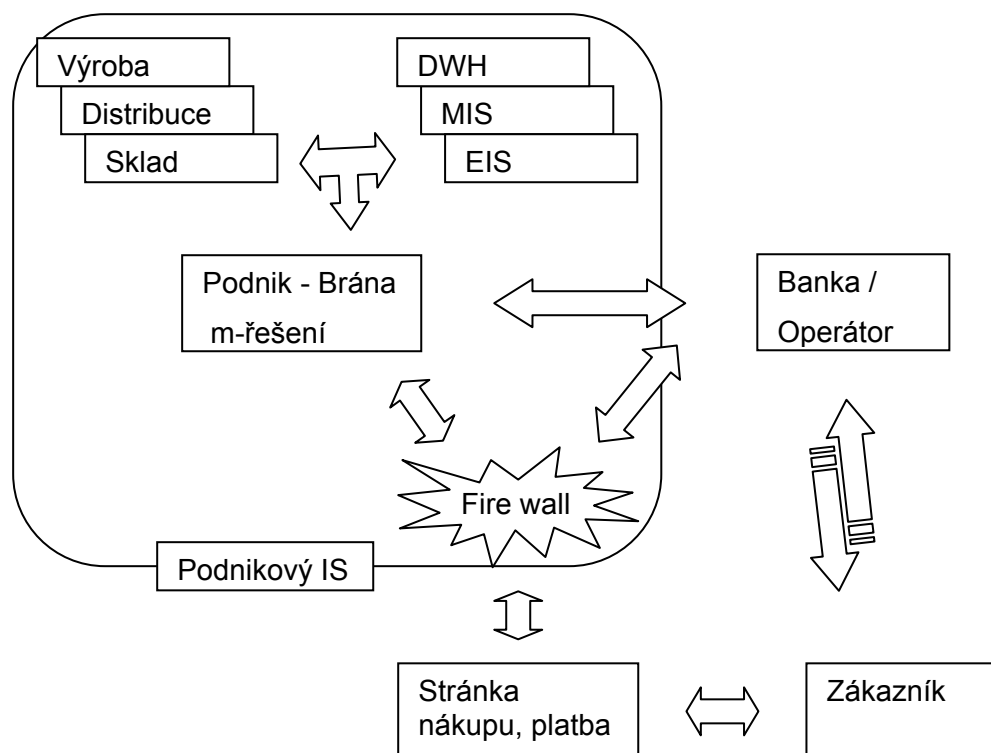 Výroba
Distribuce
Sklad
DWH
MIS
EIS
Podnik - Brána
m-řešení
Banka /
Operátor
Fire wall
Podnikový IS
Stránka
nákupu, platba
Zákazník